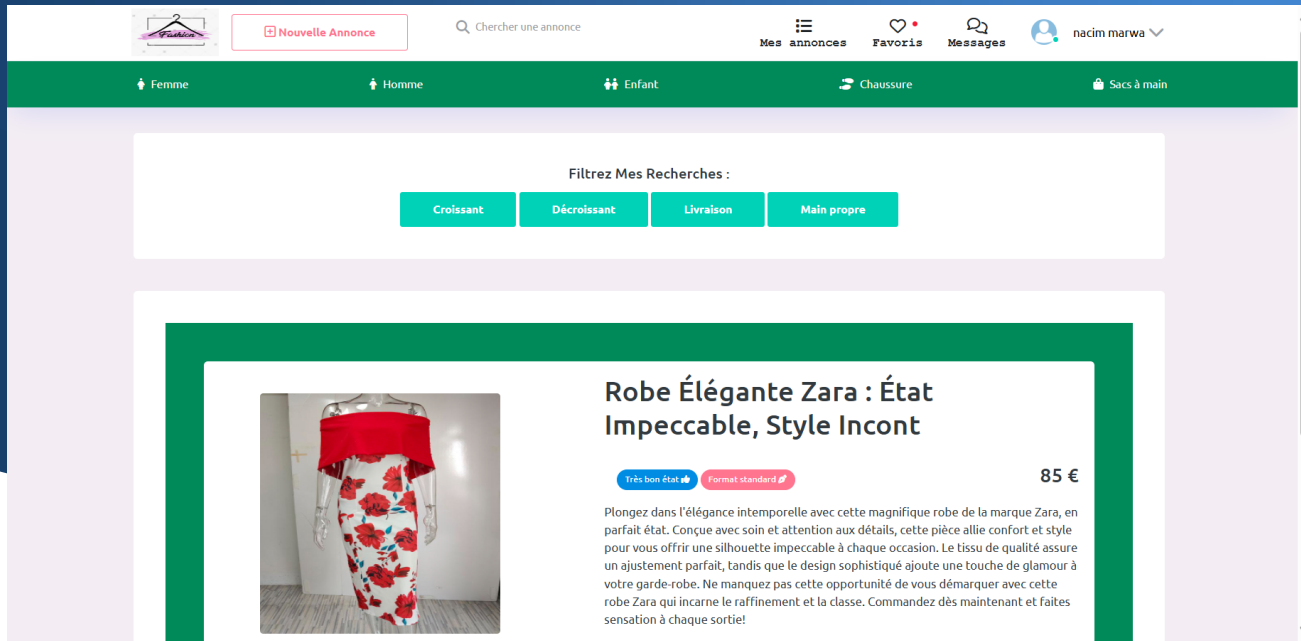 Fashion
Nouvelle Annonce
Chercher une annonce
Mes annonces
Favoris
Messages
nacim marwa
Femme
Homme
Enfant
Chaussure
Sacs à main
Filtrez Mes Recherches :
Croissant
Décroissant
Livraison
Main propre
Robe Élégante Zara : État
Impeccable, Style Incont
Très bon état
Format standard
85 €
Plongez dans l'élégance intemporelle avec cette magnifique robe de la marque Zara, en
parfait état. Conçue avec soin et attention aux détails, cette pièce allie confort et style
pour vous offrir une silhouette impeccable à chaque occasion. Le tissu de qualité assure
un ajustement parfait, tandis que le design sophistiqué ajoute une touche de glamour à
votre garde-robe. Ne manquez pas cette opportunité de vous démarquer avec cette
robe Zara qui incarne le raffinement et la classe. Commandez dès maintenant et faites
sensation à chaque sortie!